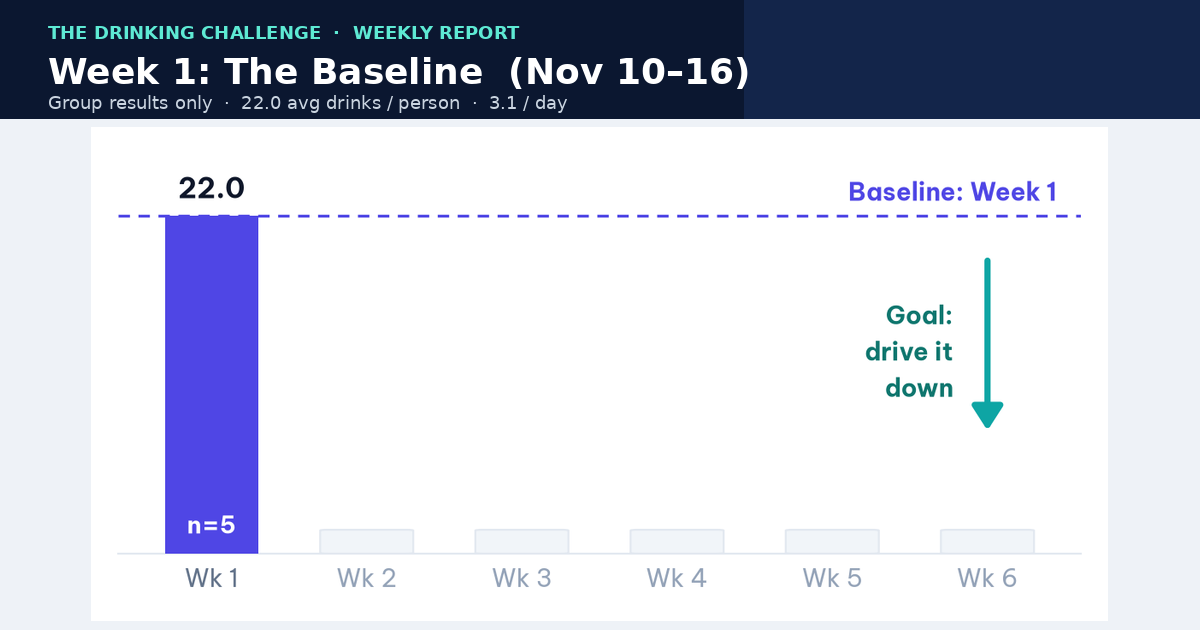 THE DRINKING CHALLENGE · WEEKLY REPORT
Week 1: The Baseline (Nov 10–16)
Group results only · 22.0 avg drinks / person · 3.1 / day
22.0
Baseline: Week 1
Goal:
drive it
down
n=5
Wk 1
Wk 2
Wk 3
Wk 4
Wk 5
Wk 6